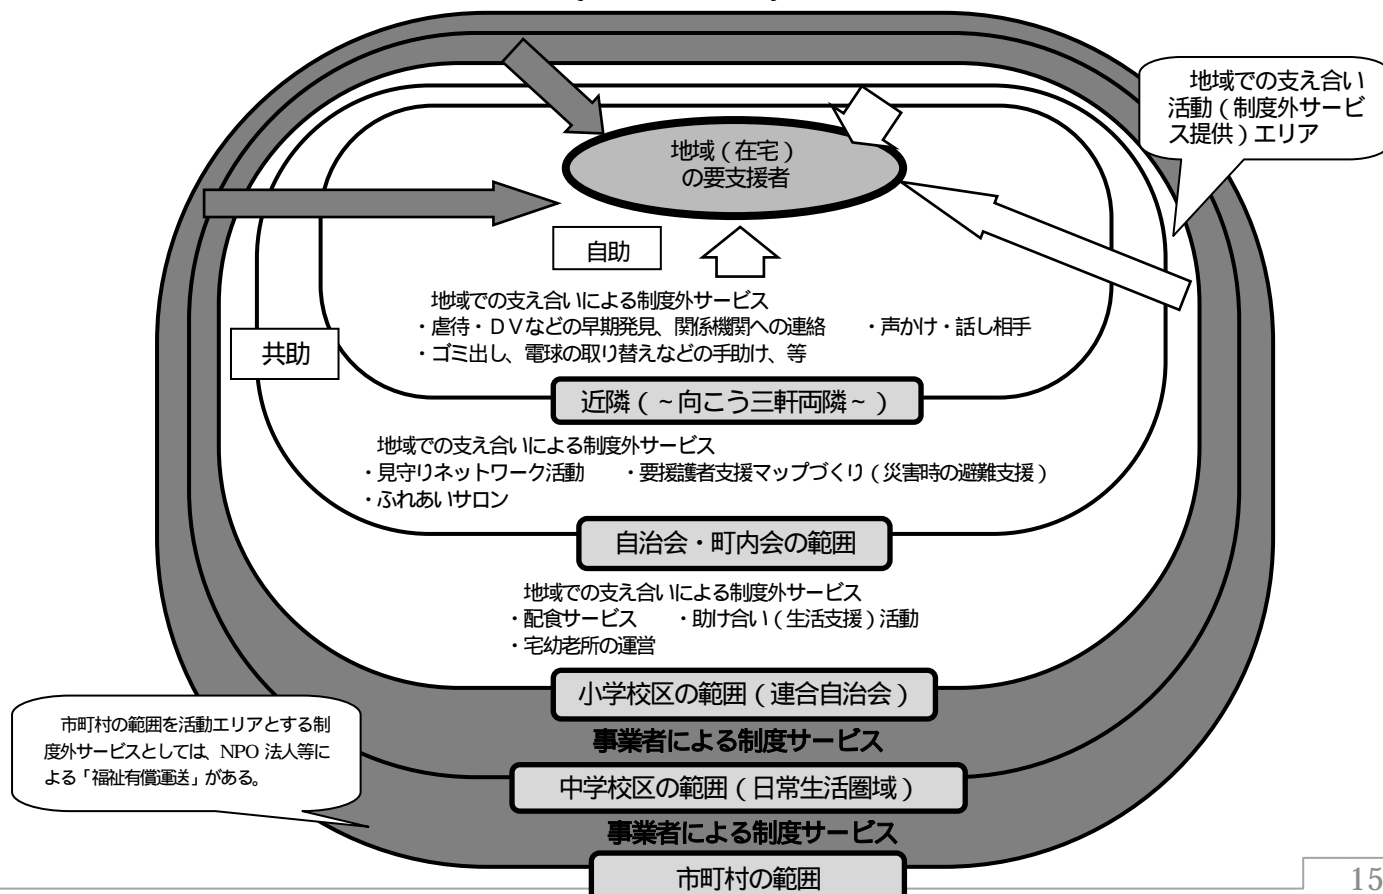 地域での支え合い
活動（制度外サービ
ス提供）エリア
地域（在宅）
の要支援者
自助
地域での支え合いによる制度外サービス
・虐待・ＤＶなどの早期発見、関係機関への連絡　　・声かけ・話し相手
・ゴミ出し、電球の取り替えなどの手助け、等
共助
近隣（～向こう三軒両隣～）
地域での支え合いによる制度外サービス
・見守りネットワーク活動　　・要援護者支援マップづくり（災害時の避難支援）
・ふれあいサロン
自治会・町内会の範囲
地域での支え合いによる制度外サービス
・配食サービス　　・助け合い（生活支援）活動
・宅幼老所の運営
小学校区の範囲（連合自治会）
事業者による制度サービス
市町村の範囲を活動エリアとする制
度外サービスとしては、NPO 法人等に
よる「福祉有償運送」がある。
中学校区の範囲（日常生活圏域）
事業者による制度サービス
市町村の範囲
15